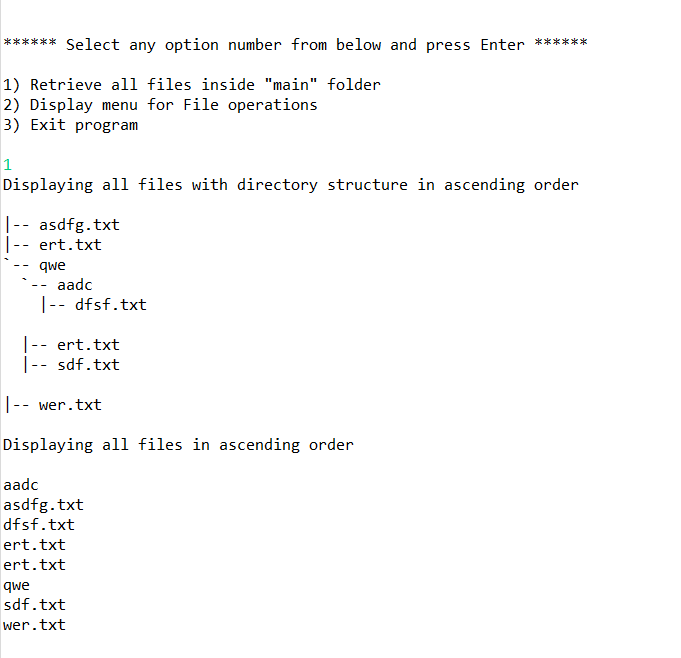 ****** Select any option number from below and press Enter ******
1) Retrieve all files inside "main" folder
2) Display menu for File operations
3) Exit program
1
Displaying all files with directory structure in ascending order
|-- asdfg.txt
|-- ert.txt
`-- qwe
  `-- aadc
    |-- dfsf.txt
  |-- ert.txt
  |-- sdf.txt
|-- wer.txt
Displaying all files in ascending order
aadc
asdfg.txt
dfsf.txt
ert.txt
ert.txt
qwe
sdf.txt
wer.txt